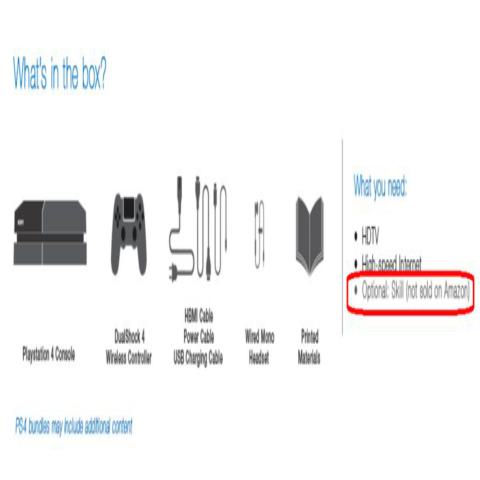 What's in the box?
What you need:
• HDTV
• High-speed Internet
• Optional: Skill (not sold on Amazon)
Playstation 4 Console
DualShock 4
Wireless Controller
HBMI Cable
Power Cable
USB Charging Cable
Wired Mono
Headset
Printed
Materials
PS4 bundles may include additional content